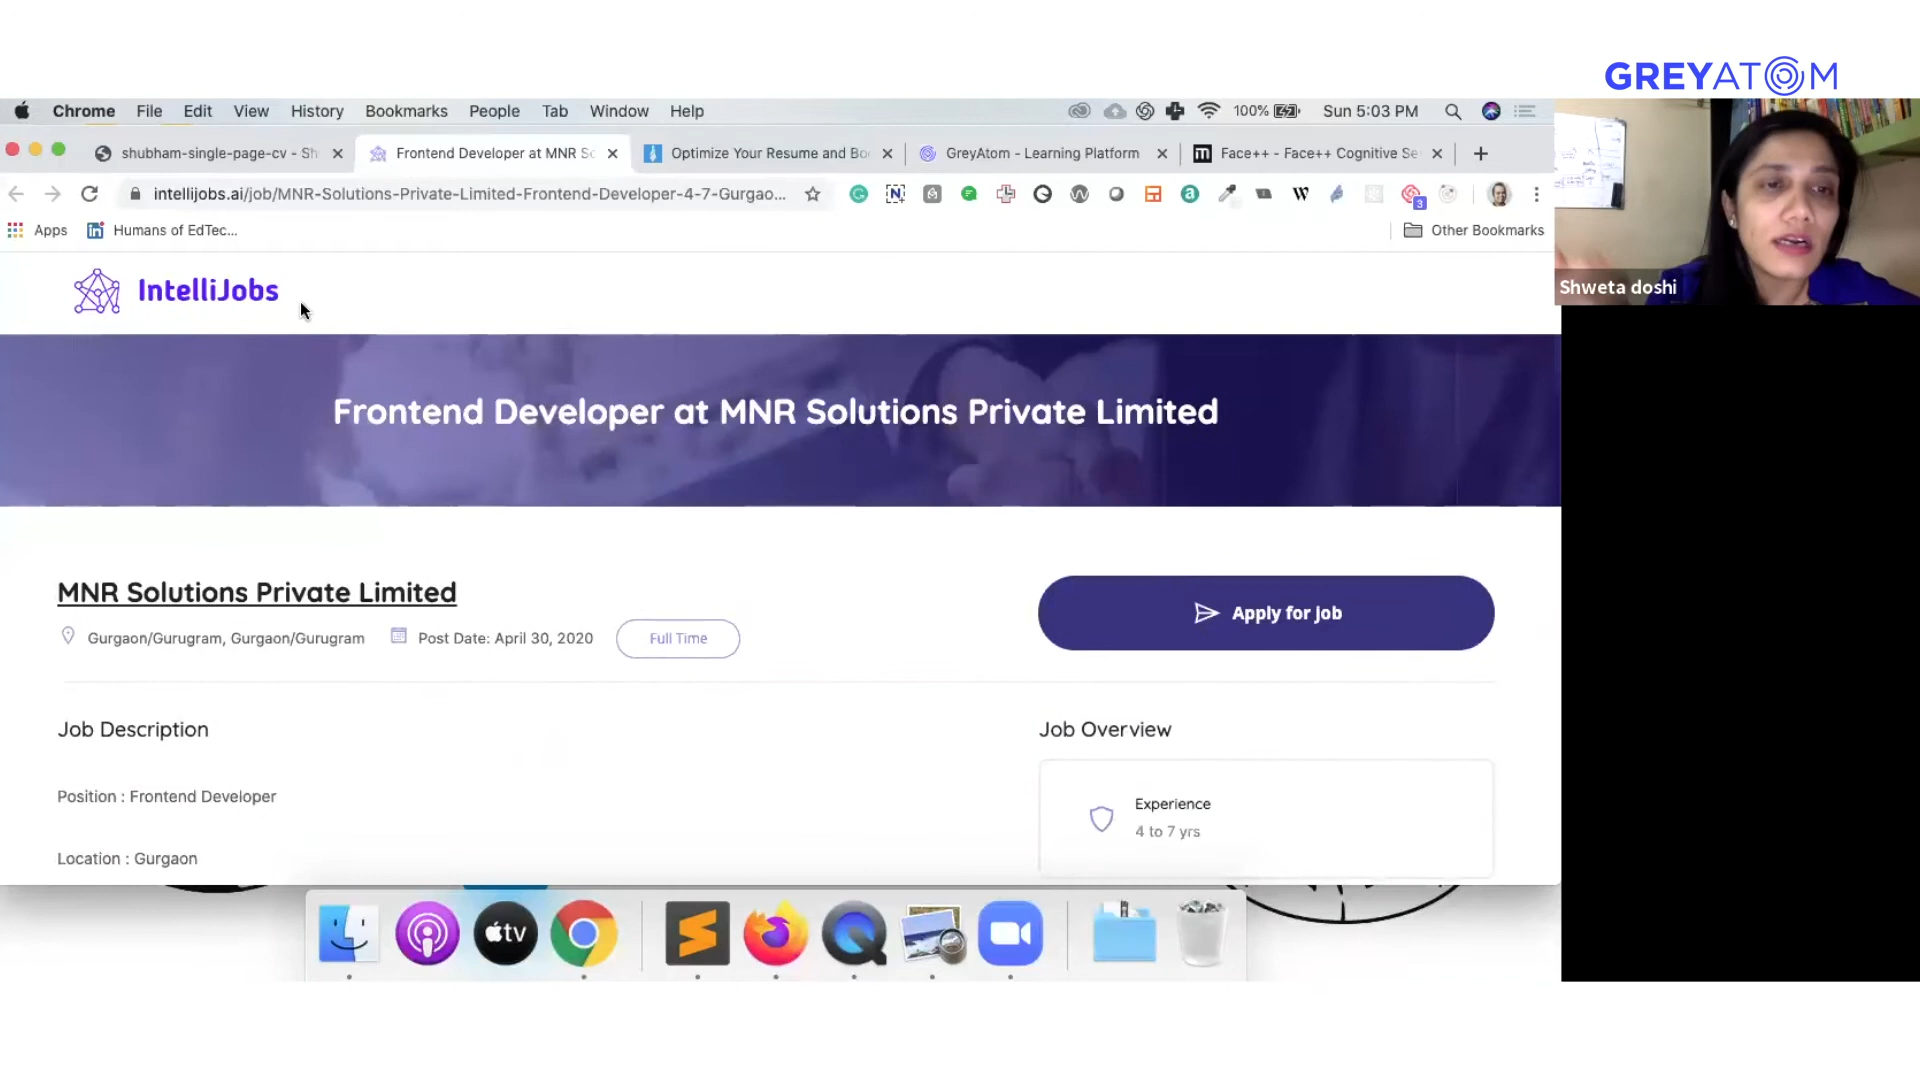 GREYATOM
Chrome File Edit View History Bookmarks People Tab Window Help 100% Sun 5:03 PM
shubham-single-page-cv - Sh
Frontend Developer at MNR So
Optimize Your Resume and Bo
GreyAtom - Learning Platform
Face++ - Face++ Cognitive Se
intellijobs.ai/job/MNR-Solutions-Private-Limited-Frontend-Developer-4-7-Gurgao...
3
Apps Humans of EdTec... Other Bookmarks
Shweta doshi
IntelliJobs
Frontend Developer at MNR Solutions Private Limited
MNR Solutions Private Limited
Apply for job
Gurgaon/Gurugram, Gurgaon/Gurugram Post Date: April 30, 2020 Full Time
Job Description
Job Overview
Position : Frontend Developer
Experience
4 to 7 yrs
Location : Gurgaon
tv